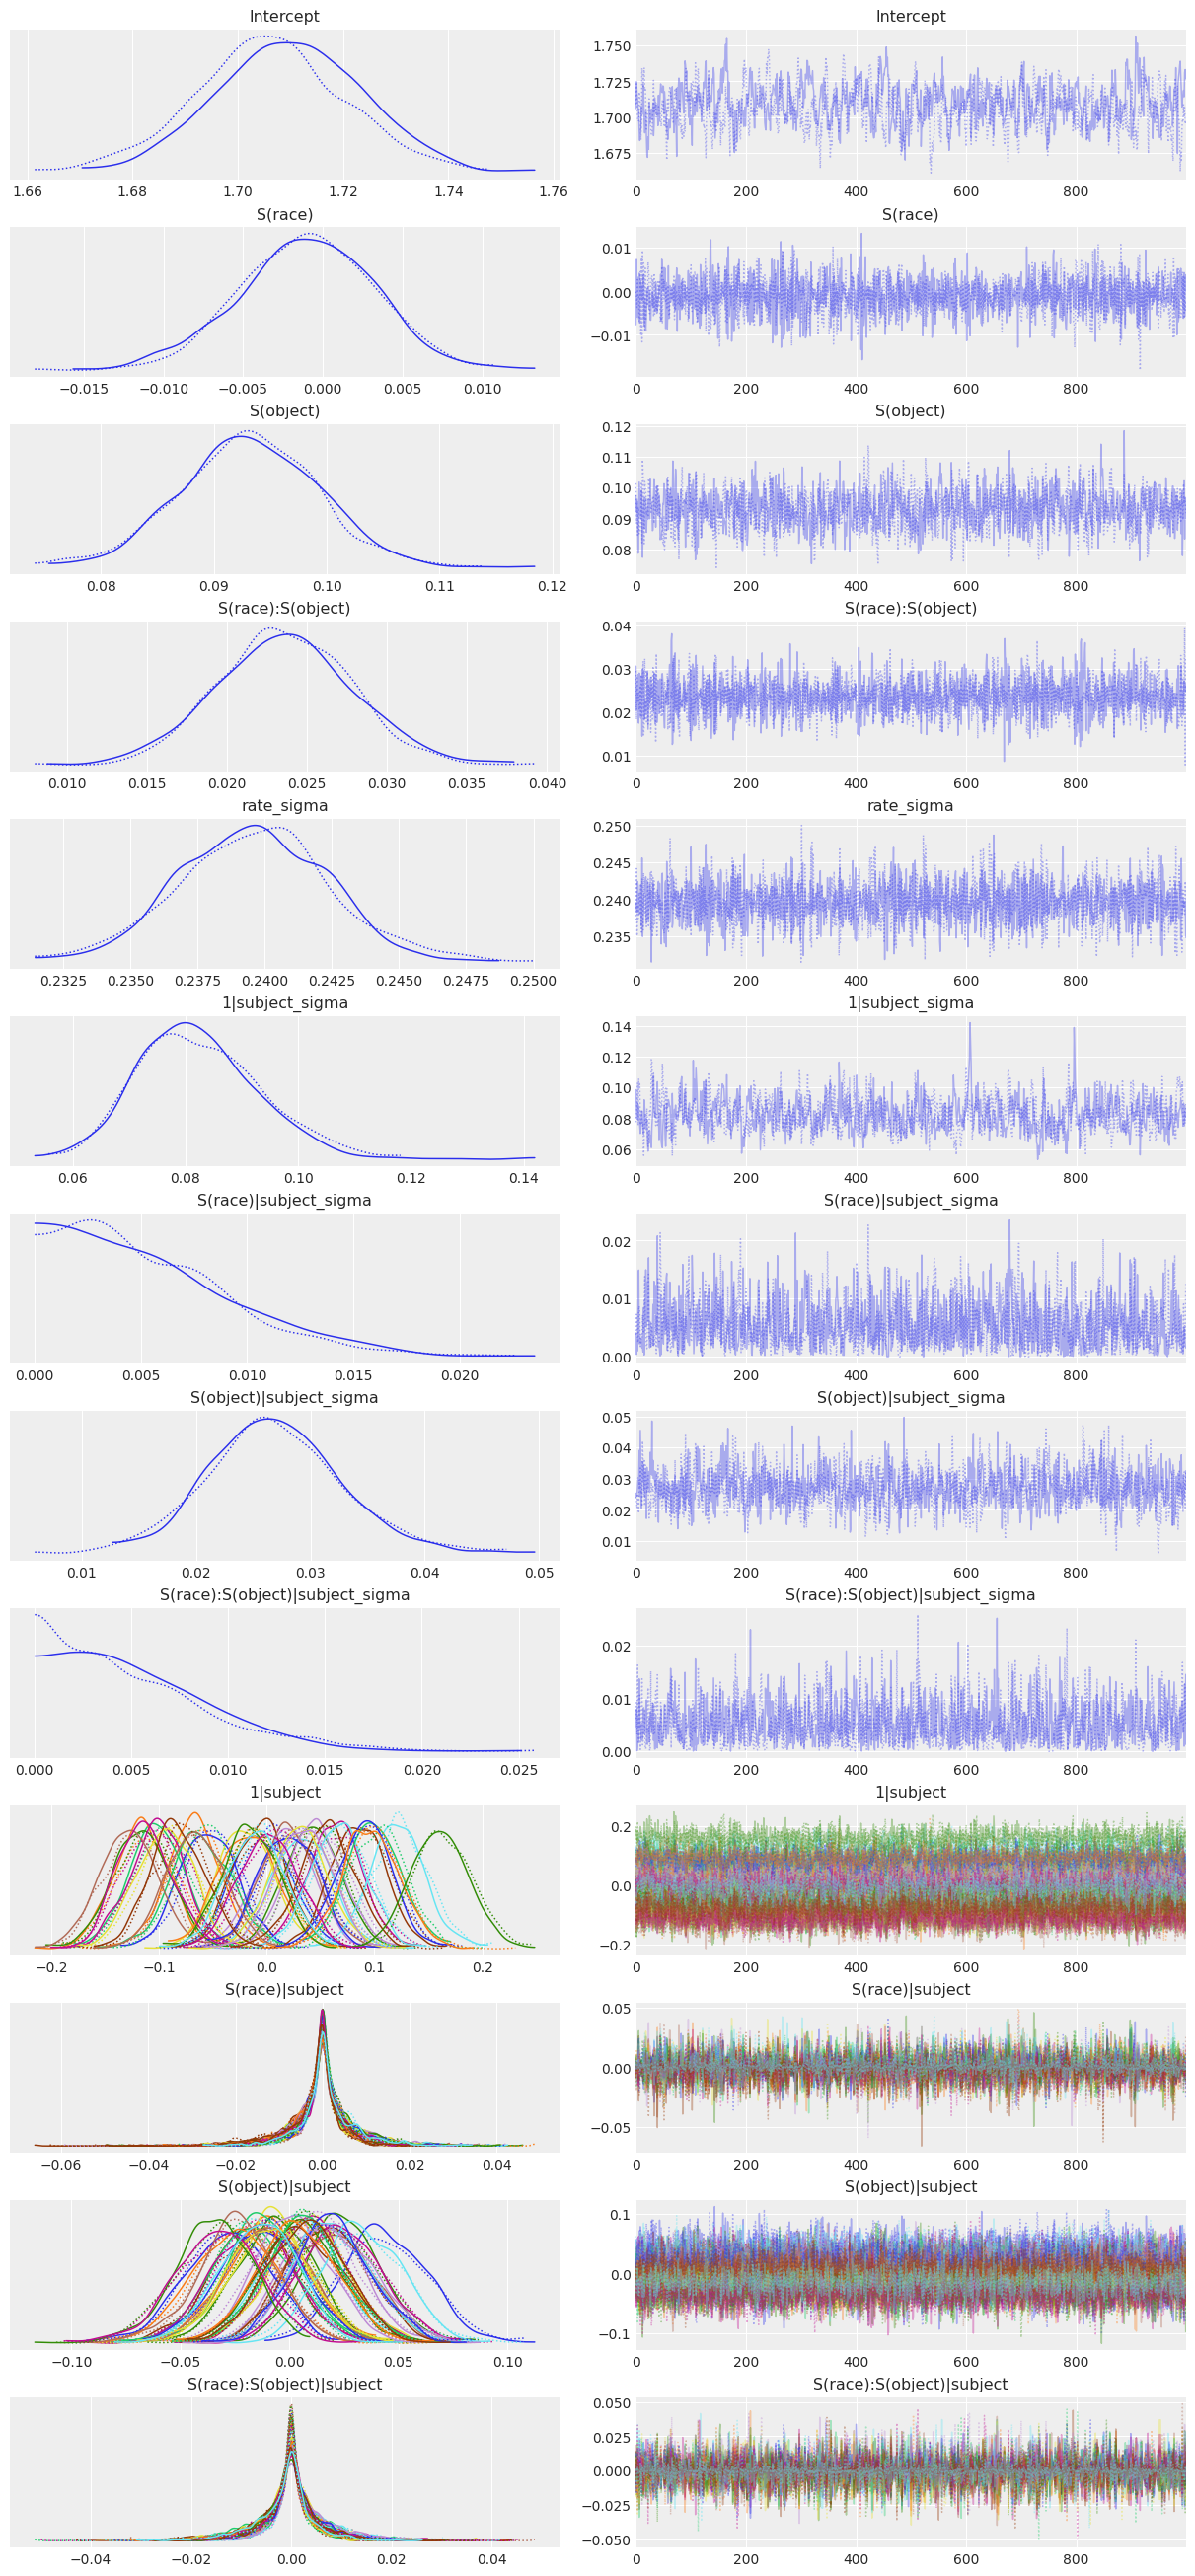 Intercept Intercept
1.750
1.725
1.700
1.675
1.66 1.68 1.70 1.72 1.74 1.76 0 200 400 600 800
S(race) S(race)
0.01
0.00
−0.01
−0.015 −0.010 −0.005 0.000 0.005 0.010 0 200 400 600 800
S(object) S(object)
0.12
0.11
0.10
0.09
0.08
0.08 0.09 0.10 0.11 0.12 0 200 400 600 800
S(race):S(object) S(race):S(object)
0.04
0.03
0.02
0.01
0.010 0.015 0.020 0.025 0.030 0.035 0.040 0 200 400 600 800
rate_sigma rate_sigma
0.250
0.245
0.240
0.235
0.2325 0.2350 0.2375 0.2400 0.2425 0.2450 0.2475 0.2500 0 200 400 600 800
1|subject_sigma 1|subject_sigma
0.14
0.12
0.10
0.08
0.06
0.06 0.08 0.10 0.12 0.14 0 200 400 600 800
S(race)|subject_sigma S(race)|subject_sigma
0.02
0.01
0.00
0.000 0.005 0.010 0.015 0.020 0 200 400 600 800
S(object)|subject_sigma S(object)|subject_sigma
0.05
0.04
0.03
0.02
0.01
0.01 0.02 0.03 0.04 0.05 0 200 400 600 800
S(race):S(object)|subject_sigma S(race):S(object)|subject_sigma
0.02
0.01
0.00
0.000 0.005 0.010 0.015 0.020 0.025 0 200 400 600 800
1|subject 1|subject
0.2
0.0
−0.2
−0.2 −0.1 0.0 0.1 0.2 0 200 400 600 800
S(race)|subject S(race)|subject
0.05
0.00
−0.05
−0.06 −0.04 −0.02 0.00 0.02 0.04 0 200 400 600 800
S(object)|subject S(object)|subject
0.1
0.0
−0.1
−0.10 −0.05 0.00 0.05 0.10 0 200 400 600 800
S(race):S(object)|subject S(race):S(object)|subject
0.050
0.025
0.000
−0.025
−0.050
−0.04 −0.02 0.00 0.02 0.04 0 200 400 600 800